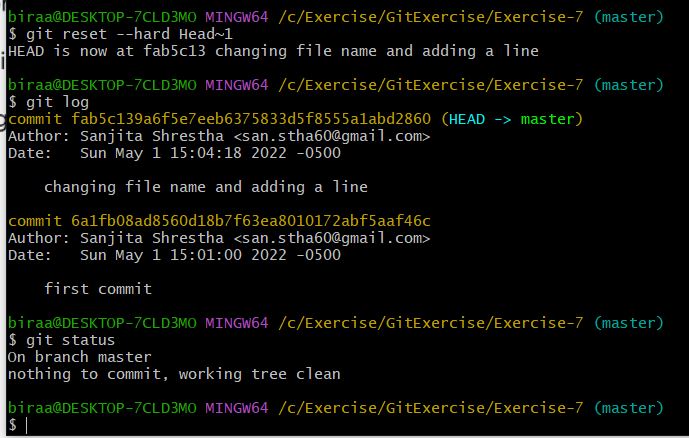 biraa@DESKTOP-7CLD3MO MINGW64 /c/Exercise/GitExercise/Exercise-7 (master)
$ git reset --hard Head~1
HEAD is now at fab5c13 changing file name and adding a line
biraa@DESKTOP-7CLD3MO MINGW64 /c/Exercise/GitExercise/Exercise-7 (master)
$ git log
commit fab5c139a6f5e7eeb6375833d5f8555a1abd2860 (HEAD -> master)
Author: Sanjita Shrestha <san.stha60@gmail.com>
Date:   Sun May 1 15:04:18 2022 -0500
    changing file name and adding a line
commit 6a1fb08ad8560d18b7f63ea8010172abf5aaf46c
Author: Sanjita Shrestha <san.stha60@gmail.com>
Date:   Sun May 1 15:01:00 2022 -0500
    first commit
biraa@DESKTOP-7CLD3MO MINGW64 /c/Exercise/GitExercise/Exercise-7 (master)
$ git status
On branch master
nothing to commit, working tree clean
biraa@DESKTOP-7CLD3MO MINGW64 /c/Exercise/GitExercise/Exercise-7 (master)
$